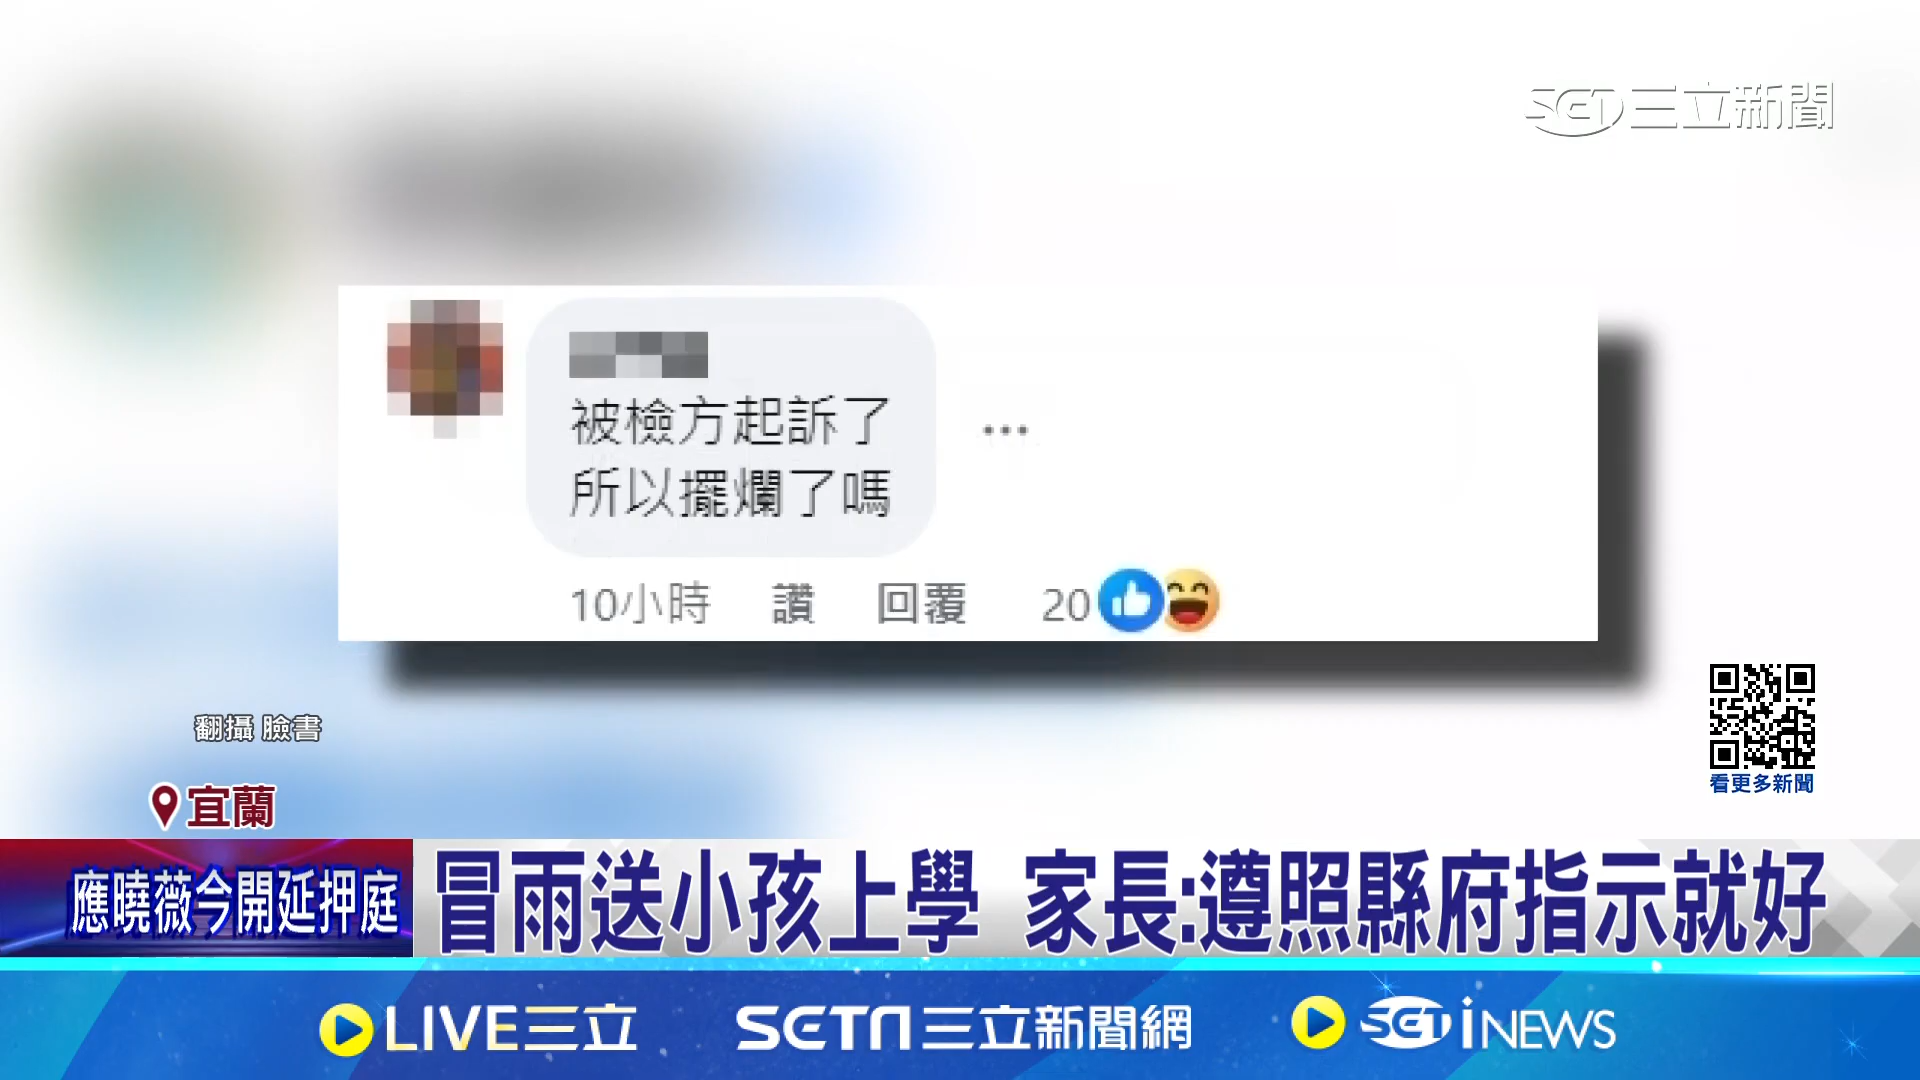 SET三立新聞
被檢方起訴了
所以擺爛了嗎
...
10小時 讚 回覆 20
翻攝 臉書
看更多新聞
宜蘭
應曉薇今開延押庭
冒雨送小孩上學 家長:遵照縣府指示就好
LIVE三立 SETN三立新聞網 SET iNEWS